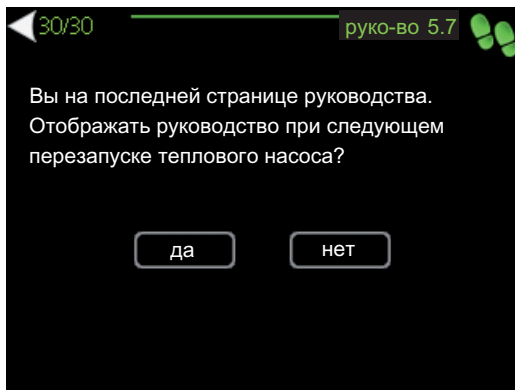 30/30
руко-во 5.7
Вы на последней странице руководства.
Отображать руководство при следующем
перезапуске теплового насоса?
да
нет